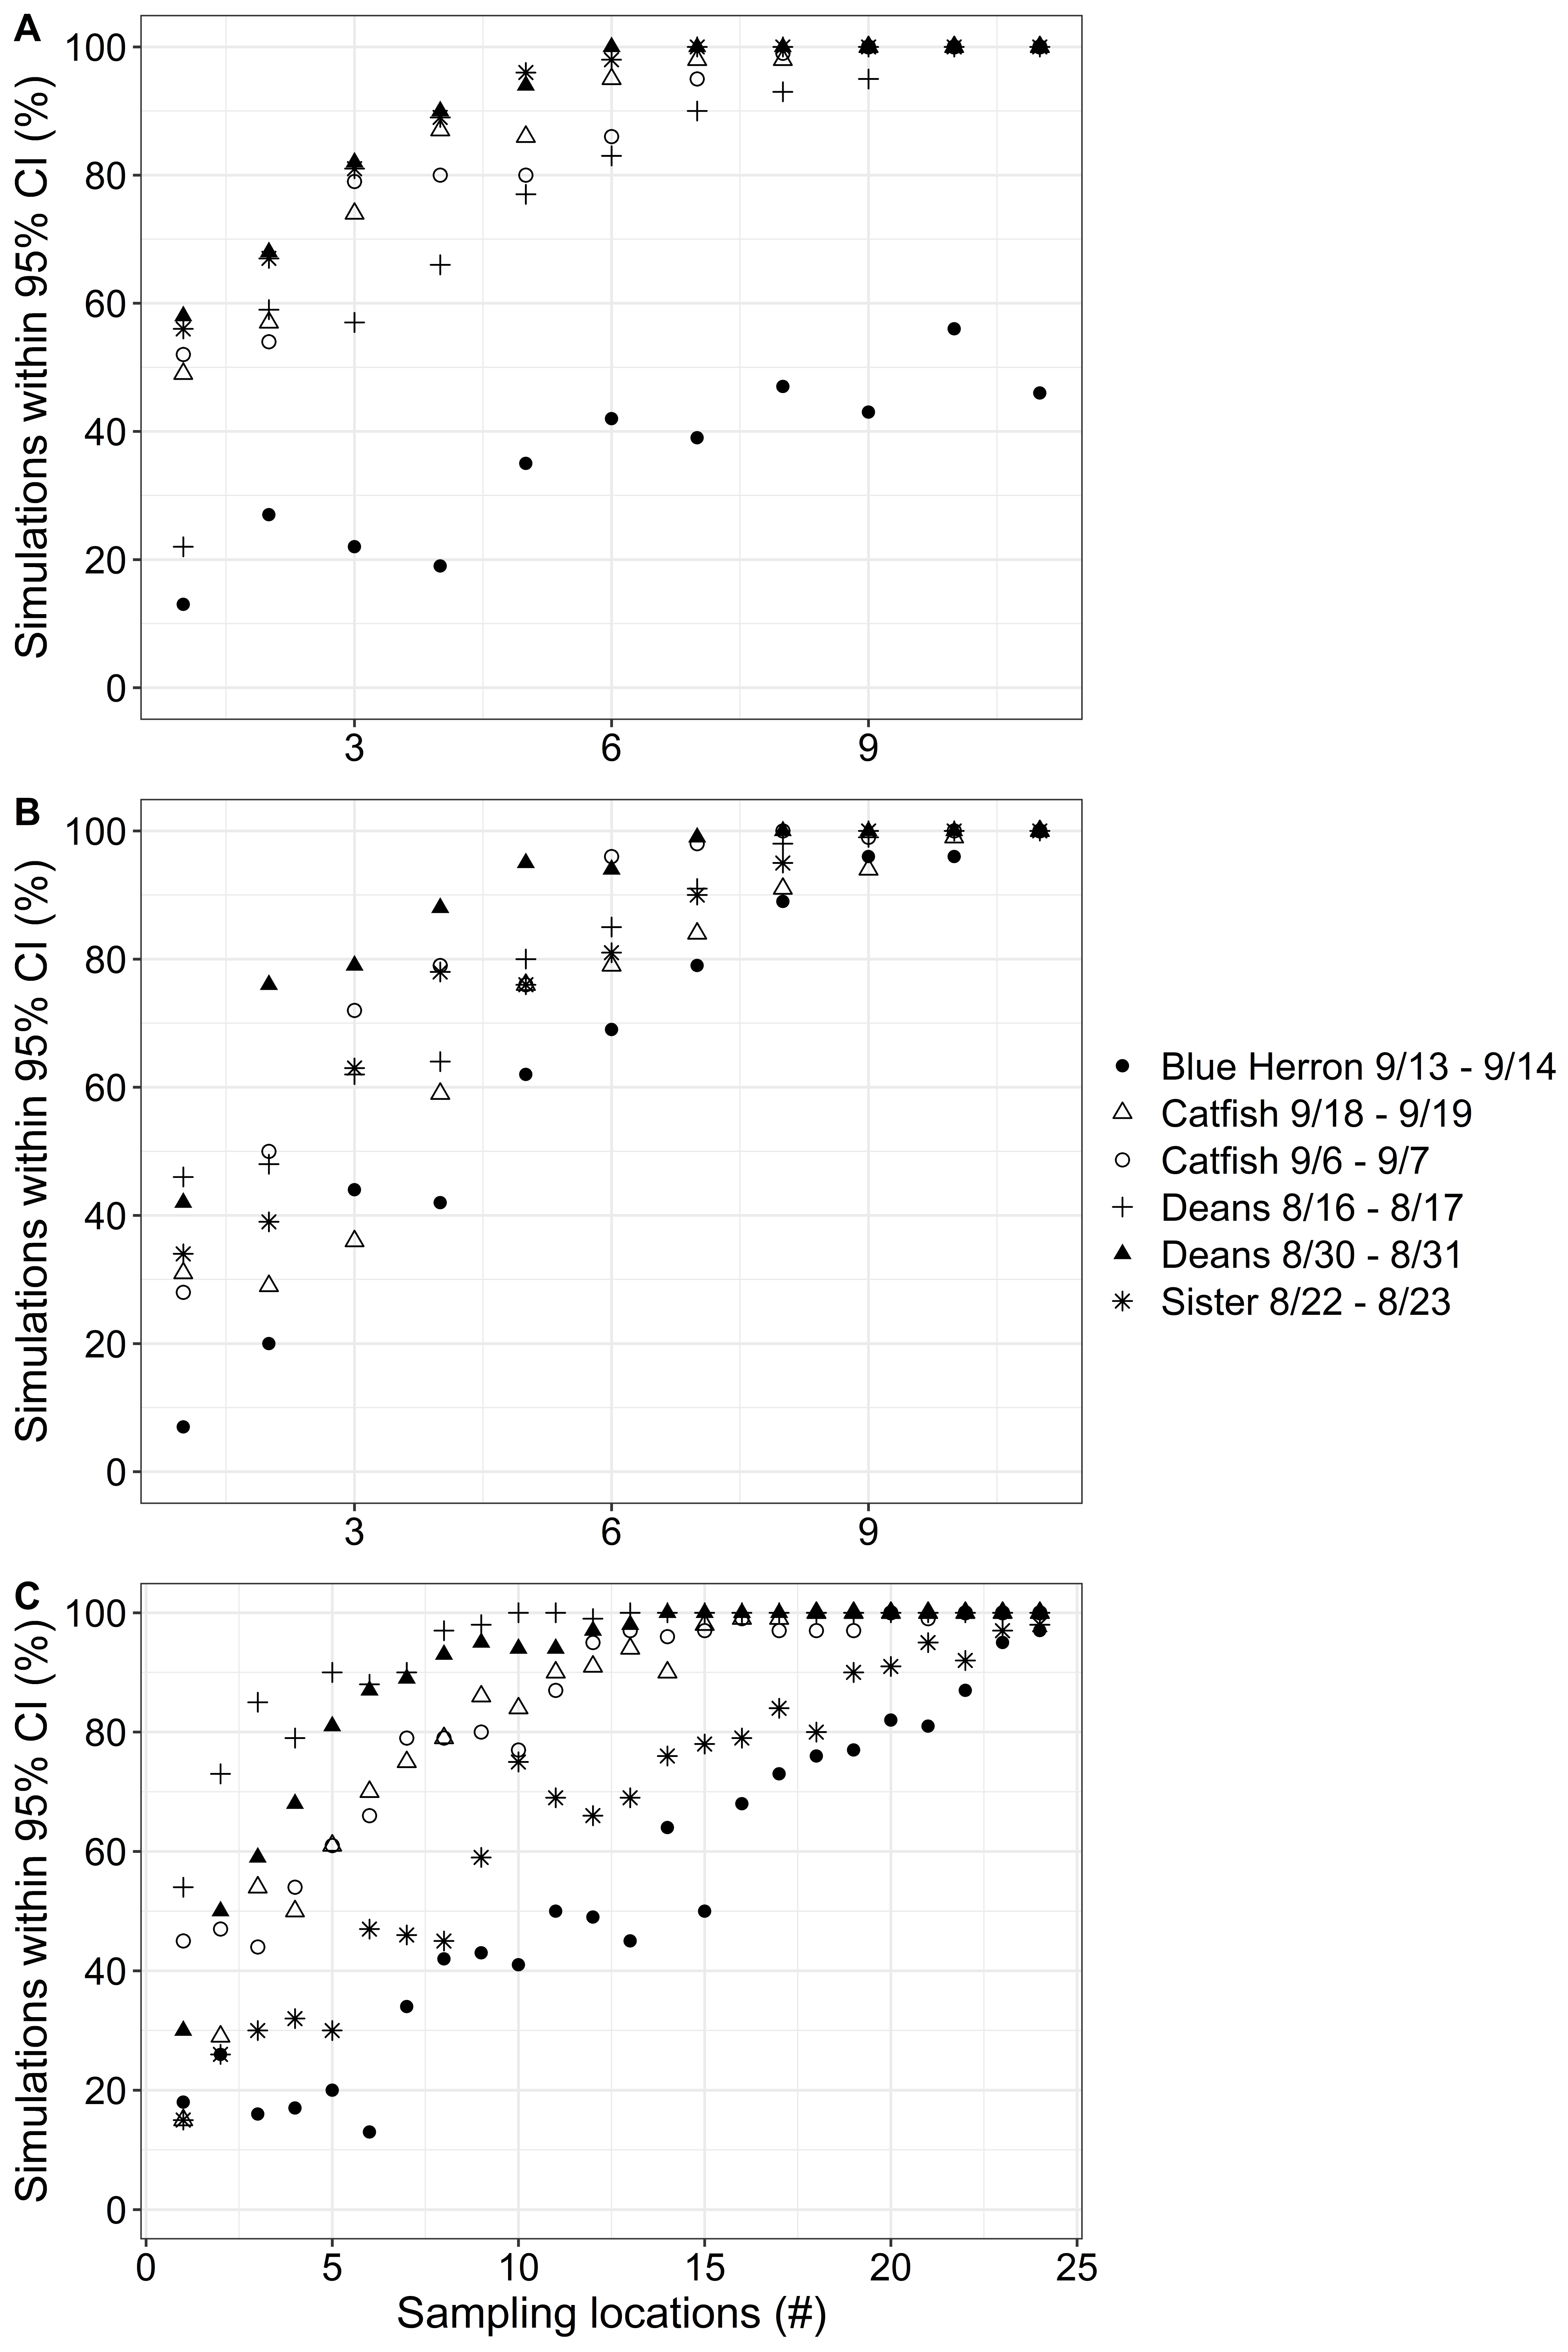 A
Simulations within 95% CI (%)
100
80
60
40
20
0
3 6 9
B
Simulations within 95% CI (%)
100
80
60
40
20
0
3 6 9
Blue Herron 9/13 - 9/14
Catfish 9/18 - 9/19
Catfish 9/6 - 9/7
Deans 8/16 - 8/17
Deans 8/30 - 8/31
Sister 8/22 - 8/23
C
Simulations within 95% CI (%)
100
80
60
40
20
0
0 5 10 15 20 25
Sampling locations (#)